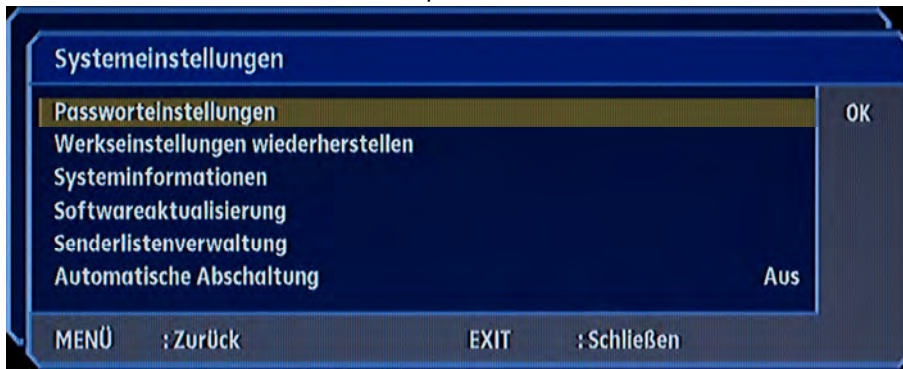 Systemeinstellungen
Passworteinstellungen OK
Werkseinstellungen wiederherstellen
Systeminformationen
Softwareaktualisierung
Senderlistenverwaltung
Automatische Abschaltung Aus
MENÜ :Zurück EXIT :Schließen